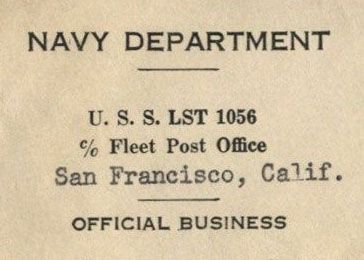 NAVY DEPARTMENT
U. S. S. LST 1056
c/o Fleet Post Office
San Francisco, Calif.
OFFICIAL BUSINESS